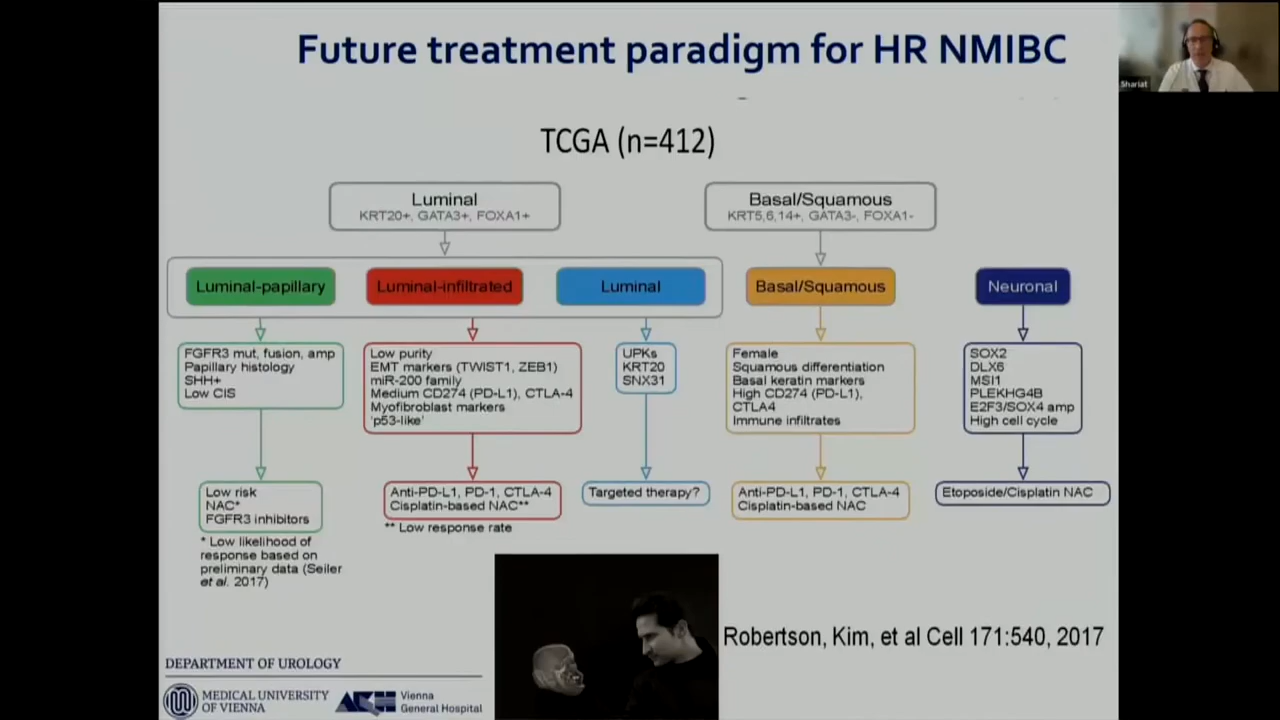 Future treatment paradigm for HR NMIBC
Shariat
TCGA (n=412)
Luminal
KRT20+, GATA3+, FOXA1+
Basal/Squamous
KRT5,6,14+, GATA3-, FOXA1-
Luminal-papillary
Luminal-infiltrated
Luminal
Basal/Squamous
Neuronal
FGFR3 mut, fusion, amp
Papillary histology
SHH+
Low CIS
Low purity
EMT markers (TWIST1, ZEB1)
miR-200 family
Medium CD274 (PD-L1), CTLA-4
Myofibroblast markers
'p53-like'
UPKs
KRT20
SNX31
Female
Squamous differentiation
Basal keratin markers
High CD274 (PD-L1),
CTLA4
Immune infiltrates
SOX2
DLX6
MSI1
PLEKHG4B
E2F3/SOX4 amp
High cell cycle
Low risk
NAC*
FGFR3 inhibitors
* Low likelihood of
response based on
preliminary data (Seiler
et al. 2017)
Anti-PD-L1, PD-1, CTLA-4
Cisplatin-based NAC**
** Low response rate
Targeted therapy?
Anti-PD-L1, PD-1, CTLA-4
Cisplatin-based NAC
Etoposide/Cisplatin NAC
Robertson, Kim, et al Cell 171:540, 2017
DEPARTMENT OF UROLOGY
MEDICAL UNIVERSITY
OF VIENNA
AKH
Vienna
General Hospital